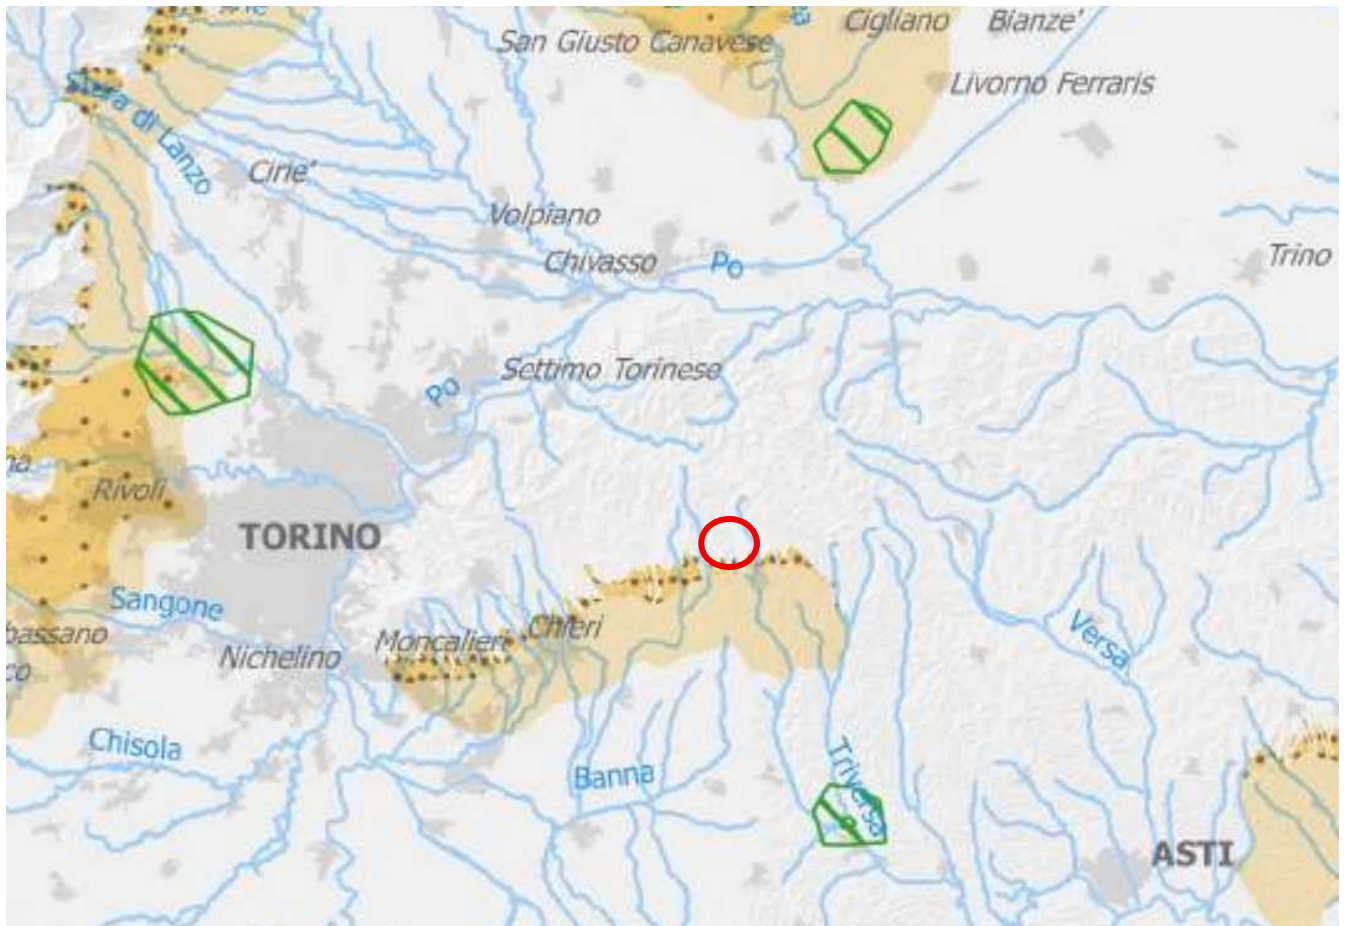 Cigliano
Bianze'
San Giusto Canavese
Livorno Ferraris
di Lanzo
Cirie'
Volpiano
Chivasso
Po
Trino
Settimo Torinese
Po
Rivoli
TORINO
Sangone
Chieri
Versa
Moncalieri
Nichelino
Chisola
Triversa
Banna
ASTI